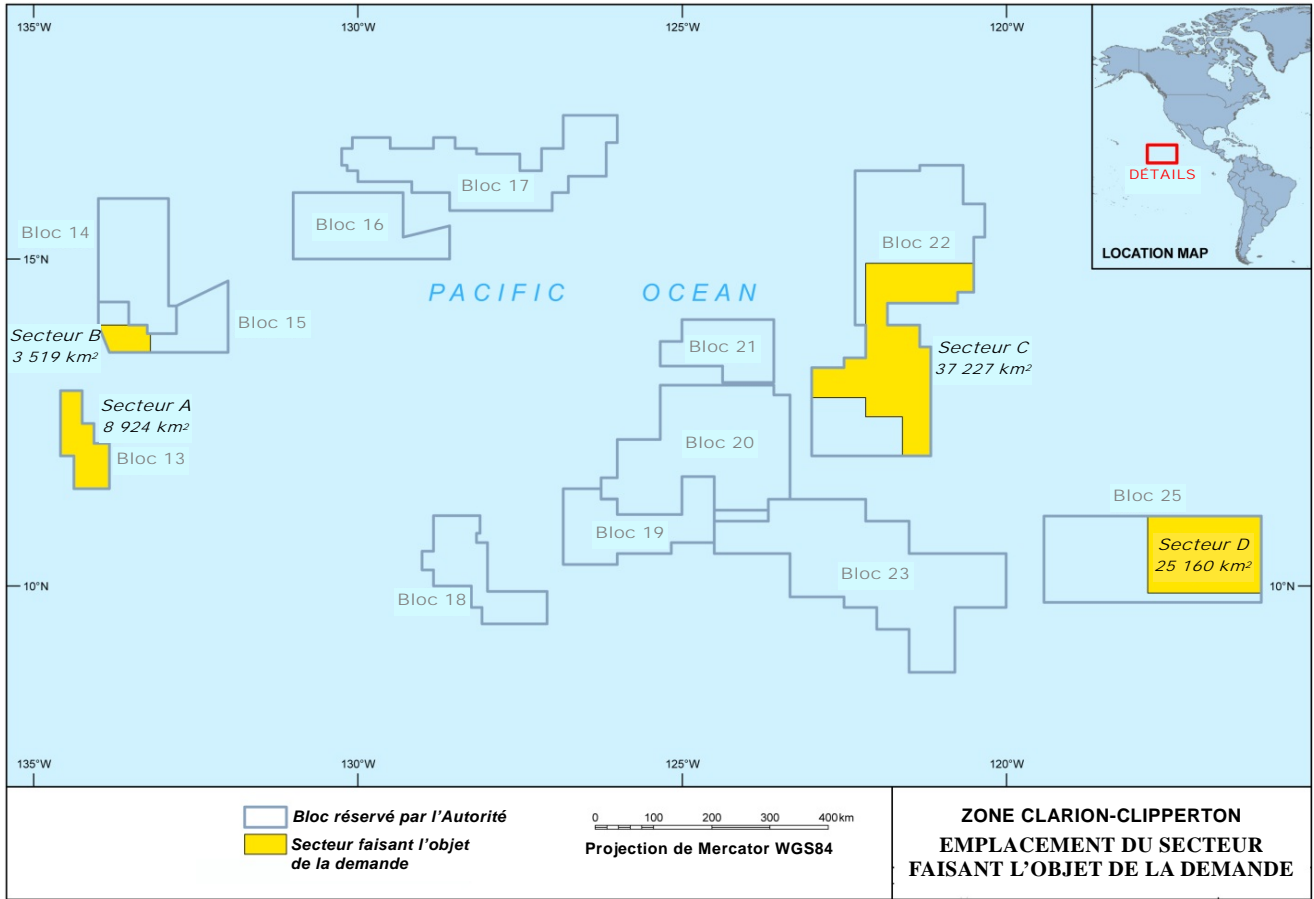 135°W
130°W
125°W
120°W
DÉTAILS
LOCATION MAP
Bloc 17
Bloc 16
Bloc 14
Bloc 22
15°N
PACIFIC OCEAN
Bloc 15
Secteur B
3 519 km²
Bloc 21
Secteur C
37 227 km²
Secteur A
8 924 km²
Bloc 13
Bloc 20
Bloc 25
Bloc 19
Secteur D
25 160 km²
Bloc 23
10°N
Bloc 18
10°N
135°W
130°W
125°W
120°W
Bloc réservé par l'Autorité
Secteur faisant l'objet
de la demande
0 100 200 300 400 km
Projection de Mercator WGS84
ZONE CLARION-CLIPPERTON
EMPLACEMENT DU SECTEUR
FAISANT L'OBJET DE LA DEMANDE